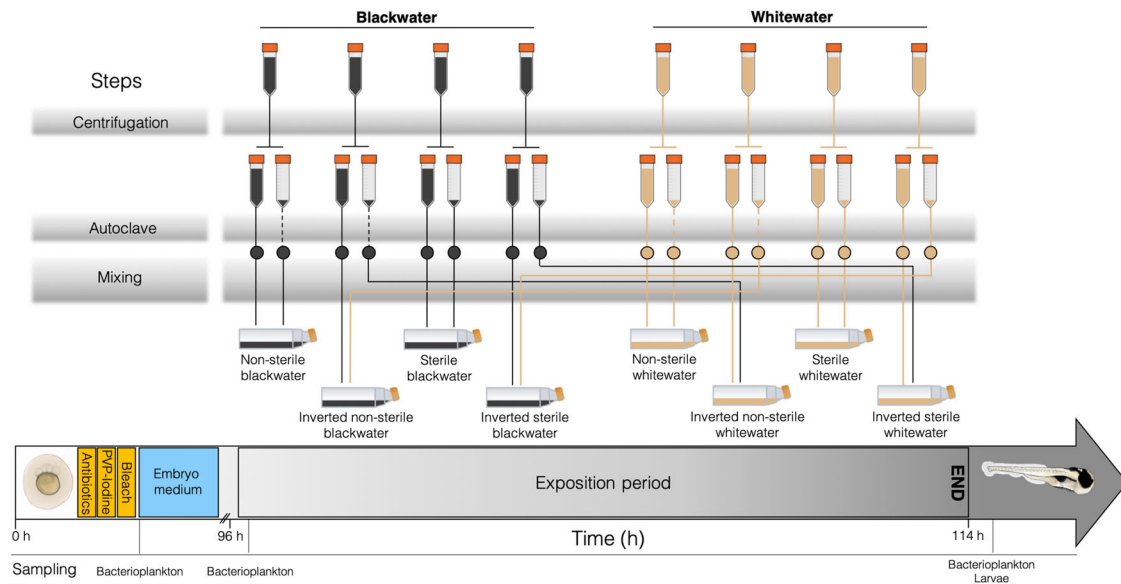 Blackwater
Whitewater
Steps
Centrifugation
Autoclave
Mixing
Non-sterile
blackwater
Sterile
blackwater
Non-sterile
whitewater
Sterile
whitewater
Inverted non-sterile
blackwater
Inverted sterile
blackwater
Inverted non-sterile
whitewater
Inverted sterile
whitewater
Antibiotics
PVP-Iodine
Bleach
Embryo
medium
Exposition period
END
0 h
96 h
Time (h)
114 h
Sampling
Bacterioplankton
Bacterioplankton
Bacterioplankton
Larvae